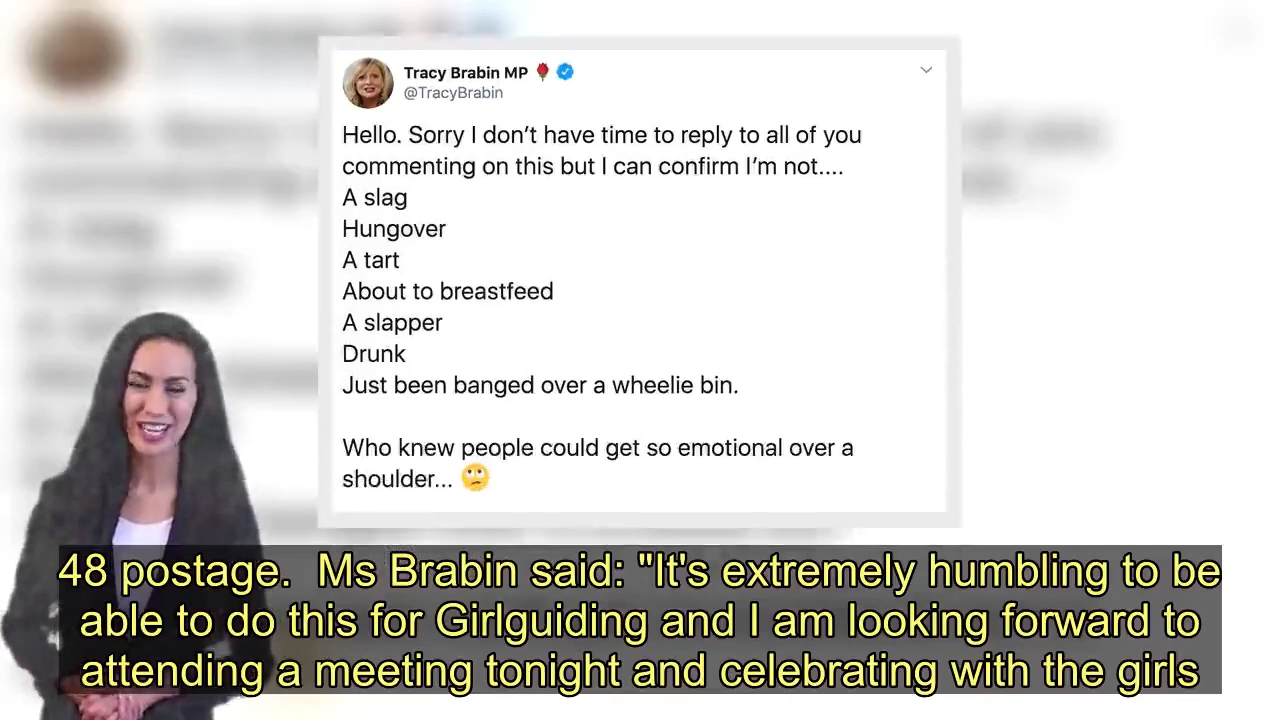 Tracy Brabin MP
@TracyBrabin
Hello. Sorry I don't have time to reply to all of you
commenting on this but I can confirm I'm not....
A slag
Hungover
A tart
About to breastfeed
A slapper
Drunk
Just been banged over a wheelie bin.
Who knew people could get so emotional over a
shoulder...
48 postage. Ms Brabin said: "It's extremely humbling to be
able to do this for Girlguiding and I am looking forward to
attending a meeting tonight and celebrating with the girls